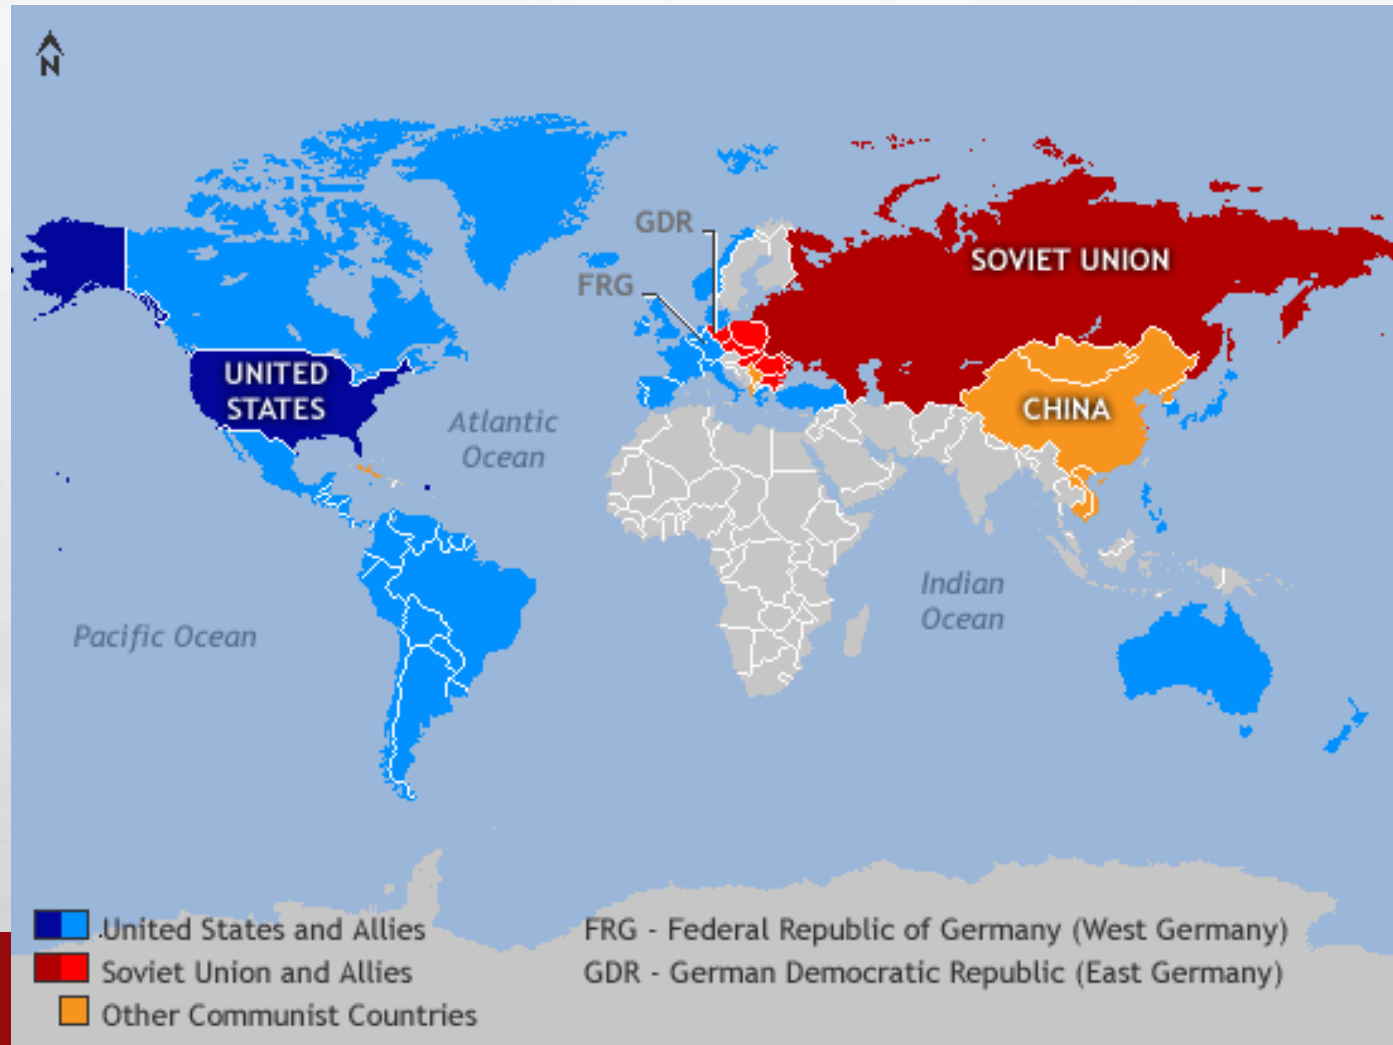 N
GDR
SOVIET UNION
FRG
UNITED
STATES
CHINA
Atlantic
Ocean
Indian
Ocean
Pacific Ocean
.United States and Allies
Soviet Union and Allies
Other Communist Countries
FRG - Federal Republic of Germany (West Germany)
GDR - German Democratic Republic (East Germany)